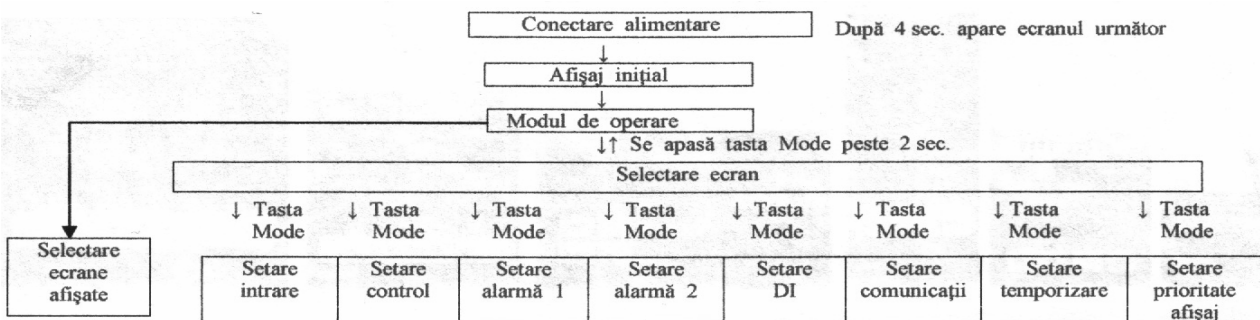 Conectare alimentare
După 4 sec. apare ecranul următor
↓
Afişaj iniţial
↓
Modul de operare
↓↑ Se apasă tasta Mode peste 2 sec.
Selectare ecran
↓ Tasta Mode
↓ Tasta Mode
↓ Tasta Mode
↓ Tasta Mode
↓ Tasta Mode
↓ Tasta Mode
↓ Tasta Mode
↓ Tasta Mode
Selectare
ecrane
afişate
Setare
intrare
Setare
control
Setare
alarmă 1
Setare
alarmă 2
Setare
DI
Setare
comunicaţii
Setare
temporizare
Setare
prioritate
afişaj